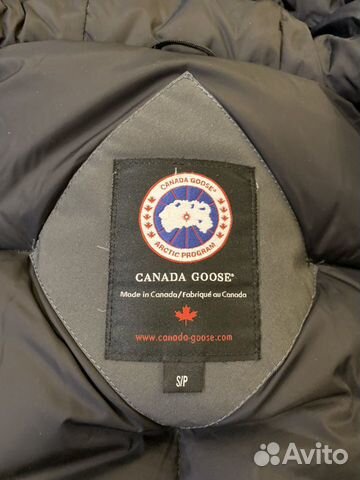 CANADA GOOSE®
ARCTIC PROGRAM
CANADA GOOSE®
Made in Canada/Fabriqué au Canada
www.canada-goose.com
S/P
Avito